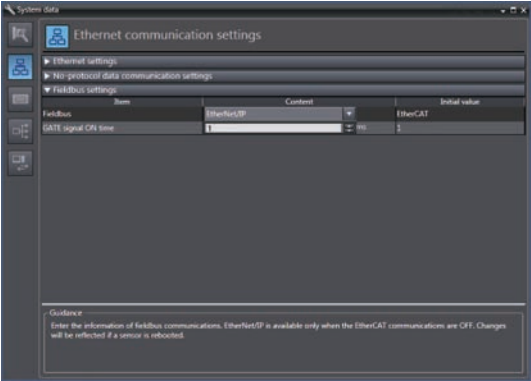 System data
Ethernet communication settings
Ethernet settings
No-protocol data communication settings
Fieldbus settings
Item Content Initial value
Fieldbus EtherNet/IP EtherCAT
GATE signal ON time 1 ms 1
Guidance
Enter the information of fieldbus communications. EtherNet/IP is available only when the EtherCAT communications are OFF. Changes
will be reflected if a sensor is rebooted.